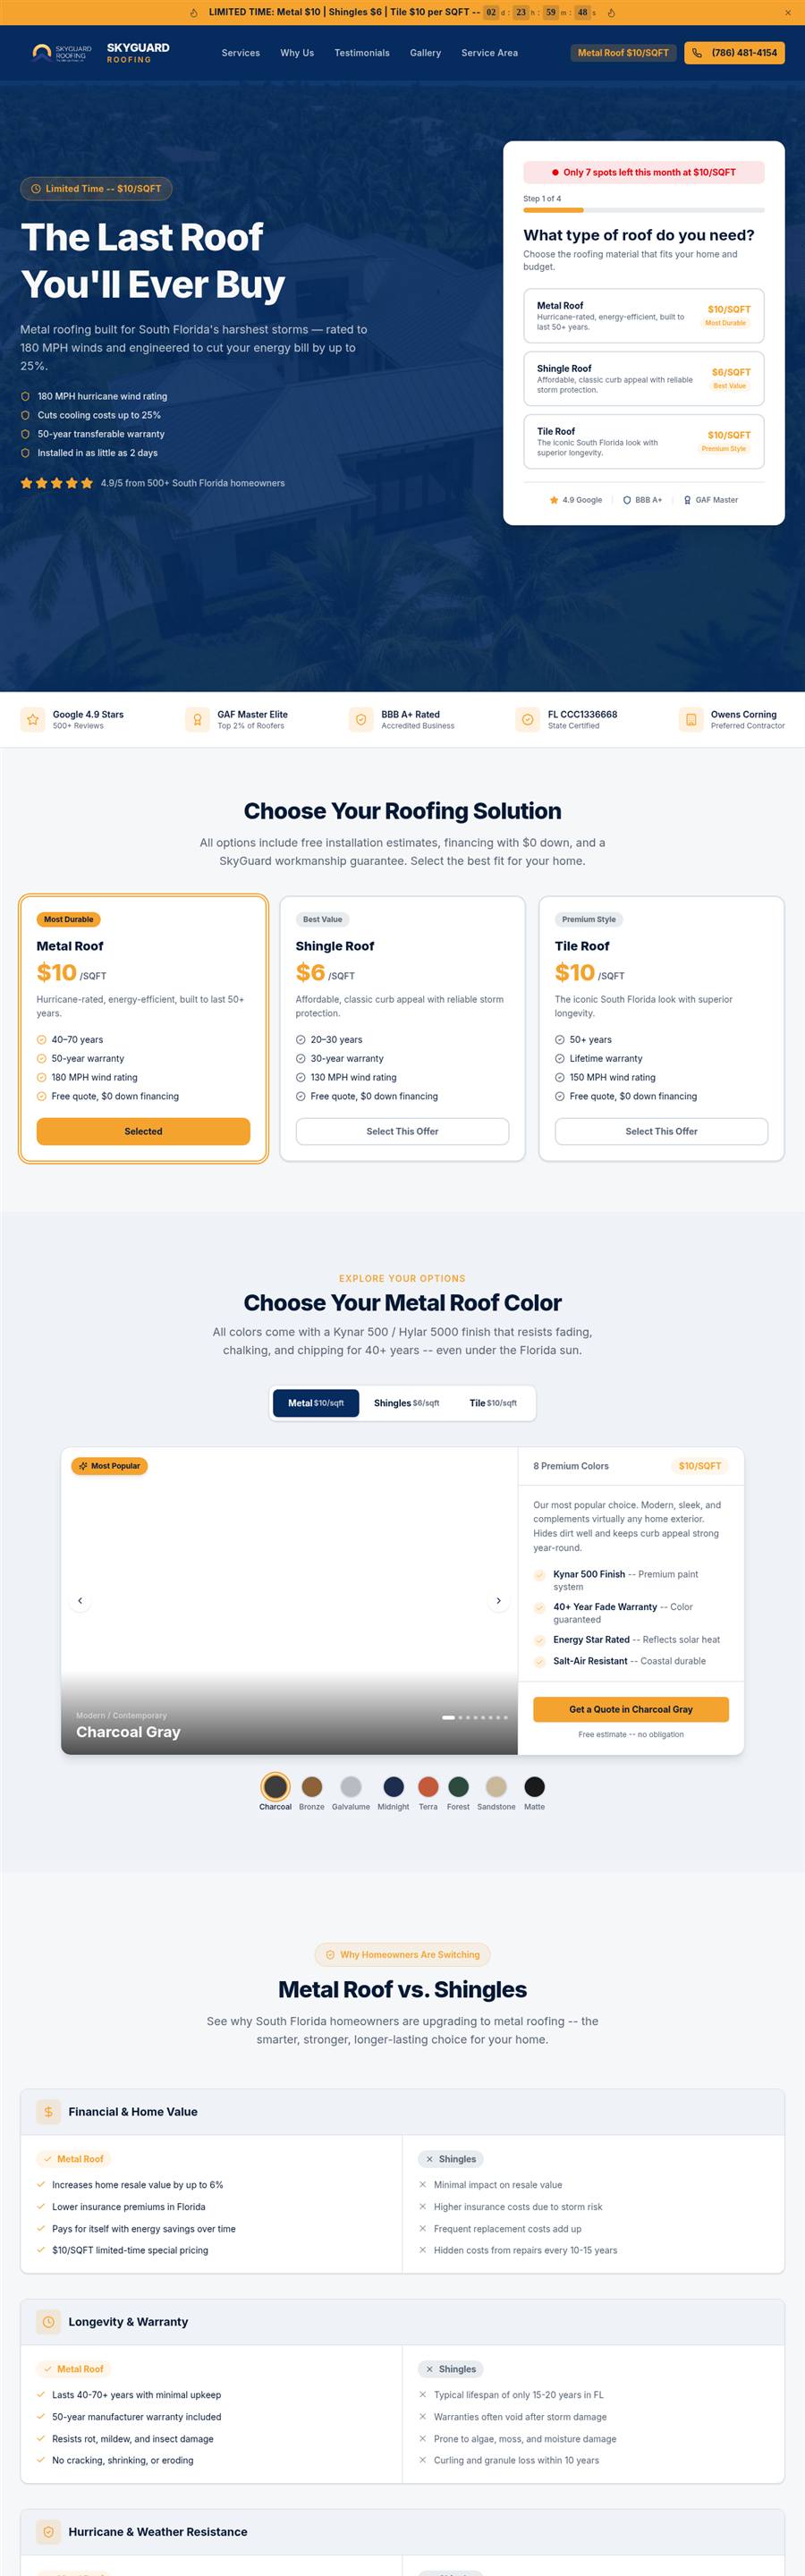 LIMITED TIME: Metal $10 | Shingles $6 | Tile $10 per SQFT -- 02 d : 23 h : 59 m : 48 s
SKYGUARD
ROOFING
SKYGUARD
ROOFING
Services
Why Us
Testimonials
Gallery
Service Area
Metal Roof $10/SQFT
(786) 481-4154
Limited Time -- $10/SQFT
The Last Roof
You'll Ever Buy
Metal roofing built for South Florida's harshest storms — rated to
180 MPH winds and engineered to cut your energy bill by up to
25%.
180 MPH hurricane wind rating
Cuts cooling costs up to 25%
50-year transferable warranty
Installed in as little as 2 days
4.9/5 from 500+ South Florida homeowners
Only 7 spots left this month at $10/SQFT
Step 1 of 4
What type of roof do you need?
Choose the roofing material that fits your home and
budget.
Metal Roof
Hurricane-rated, energy-efficient, built to
last 50+ years.
$10/SQFT
Most Durable
Shingle Roof
Affordable, classic curb appeal with reliable
storm protection.
$6/SQFT
Best Value
Tile Roof
The iconic South Florida look with
superior longevity.
$10/SQFT
Premium Style
4.9 Google
BBB A+
GAF Master
Google 4.9 Stars
500+ Reviews
GAF Master Elite
Top 2% of Roofers
BBB A+ Rated
Accredited Business
FL CCC1336668
State Certified
Owens Corning
Preferred Contractor
Choose Your Roofing Solution
All options include free installation estimates, financing with $0 down, and a
SkyGuard workmanship guarantee. Select the best fit for your home.
Most Durable
Metal Roof
$10 /SQFT
Hurricane-rated, energy-efficient, built to last 50+
years.
40–70 years
50-year warranty
180 MPH wind rating
Free quote, $0 down financing
Selected
Best Value
Shingle Roof
$6 /SQFT
Affordable, classic curb appeal with reliable storm
protection.
20–30 years
30-year warranty
130 MPH wind rating
Free quote, $0 down financing
Select This Offer
Premium Style
Tile Roof
$10 /SQFT
The iconic South Florida look with superior
longevity.
50+ years
Lifetime warranty
150 MPH wind rating
Free quote, $0 down financing
Select This Offer
EXPLORE YOUR OPTIONS
Choose Your Metal Roof Color
All colors come with a Kynar 500 / Hylar 5000 finish that resists fading,
chalking, and chipping for 40+ years -- even under the Florida sun.
Metal $10/sqft
Shingles $6/sqft
Tile $10/sqft
Most Popular
Modern / Contemporary
Charcoal Gray
8 Premium Colors
$10/SQFT
Our most popular choice. Modern, sleek, and
complements virtually any home exterior.
Hides dirt well and keeps curb appeal strong
year-round.
Kynar 500 Finish -- Premium paint
system
40+ Year Fade Warranty -- Color
guaranteed
Energy Star Rated -- Reflects solar heat
Salt-Air Resistant -- Coastal durable
Get a Quote in Charcoal Gray
Free estimate -- no obligation
Charcoal
Bronze
Galvalume
Midnight
Terra
Forest
Sandstone
Matte
Why Homeowners Are Switching
Metal Roof vs. Shingles
See why South Florida homeowners are upgrading to metal roofing -- the
smarter, stronger, longer-lasting choice for your home.
Financial & Home Value
Metal Roof
Increases home resale value by up to 6%
Lower insurance premiums in Florida
Pays for itself with energy savings over time
$10/SQFT limited-time special pricing
Shingles
Minimal impact on resale value
Higher insurance costs due to storm risk
Frequent replacement costs add up
Hidden costs from repairs every 10-15 years
Longevity & Warranty
Metal Roof
Lasts 40-70+ years with minimal upkeep
50-year manufacturer warranty included
Resists rot, mildew, and insect damage
No cracking, shrinking, or eroding
Shingles
Typical lifespan of only 15-20 years in FL
Warranties often void after storm damage
Prone to algae, moss, and moisture damage
Curling and granule loss within 10 years
Hurricane & Weather Resistance